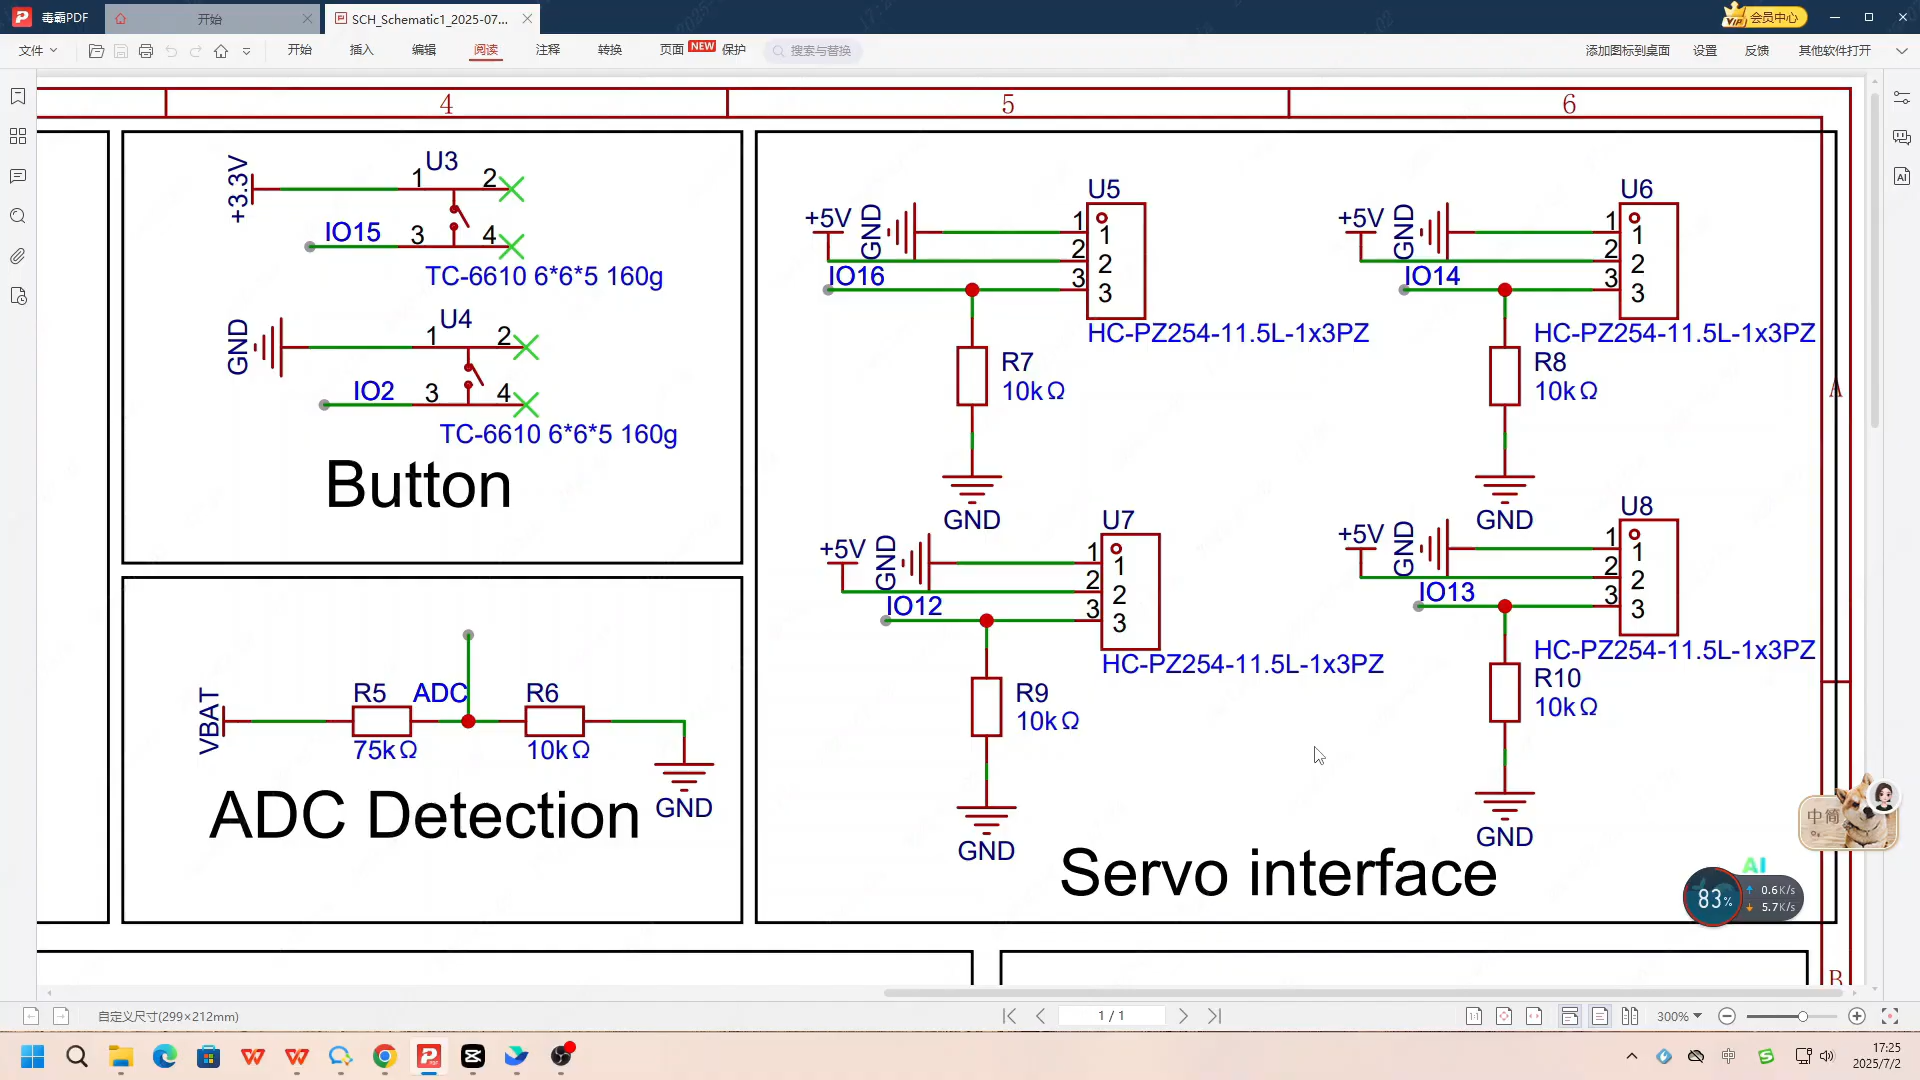 毒霸PDF
开始
SCH_Schematic1_2025-07...
会员中心
文件
开始
插入
编辑
阅读
注释
转换
页面
NEW
保护
搜索与替换
添加图标到桌面
设置
反馈
其他软件打开
4
5
6
A
B
+3.3V
U3
1
2
IO15
3
4
TC-6610 6*6*5 160g
GND
U4
1
2
IO2
3
4
TC-6610 6*6*5 160g
Button
VBAT
R5
75kΩ
ADC
R6
10kΩ
GND
ADC Detection
+5V
GND
IO16
U5
1
2
3
1
2
3
HC-PZ254-11.5L-1x3PZ
R7
10kΩ
GND
+5V
GND
IO14
U6
1
2
3
1
2
3
HC-PZ254-11.5L-1x3PZ
R8
10kΩ
GND
+5V
GND
IO12
U7
1
2
3
1
2
3
HC-PZ254-11.5L-1x3PZ
R9
10kΩ
GND
+5V
GND
IO13
U8
1
2
3
1
2
3
HC-PZ254-11.5L-1x3PZ
R10
10kΩ
GND
Servo interface
中简
AI
83%
0.6K/s
5.7K/s
自定义尺寸(299×212mm)
1 / 1
300%
中
17:25
2025/7/2